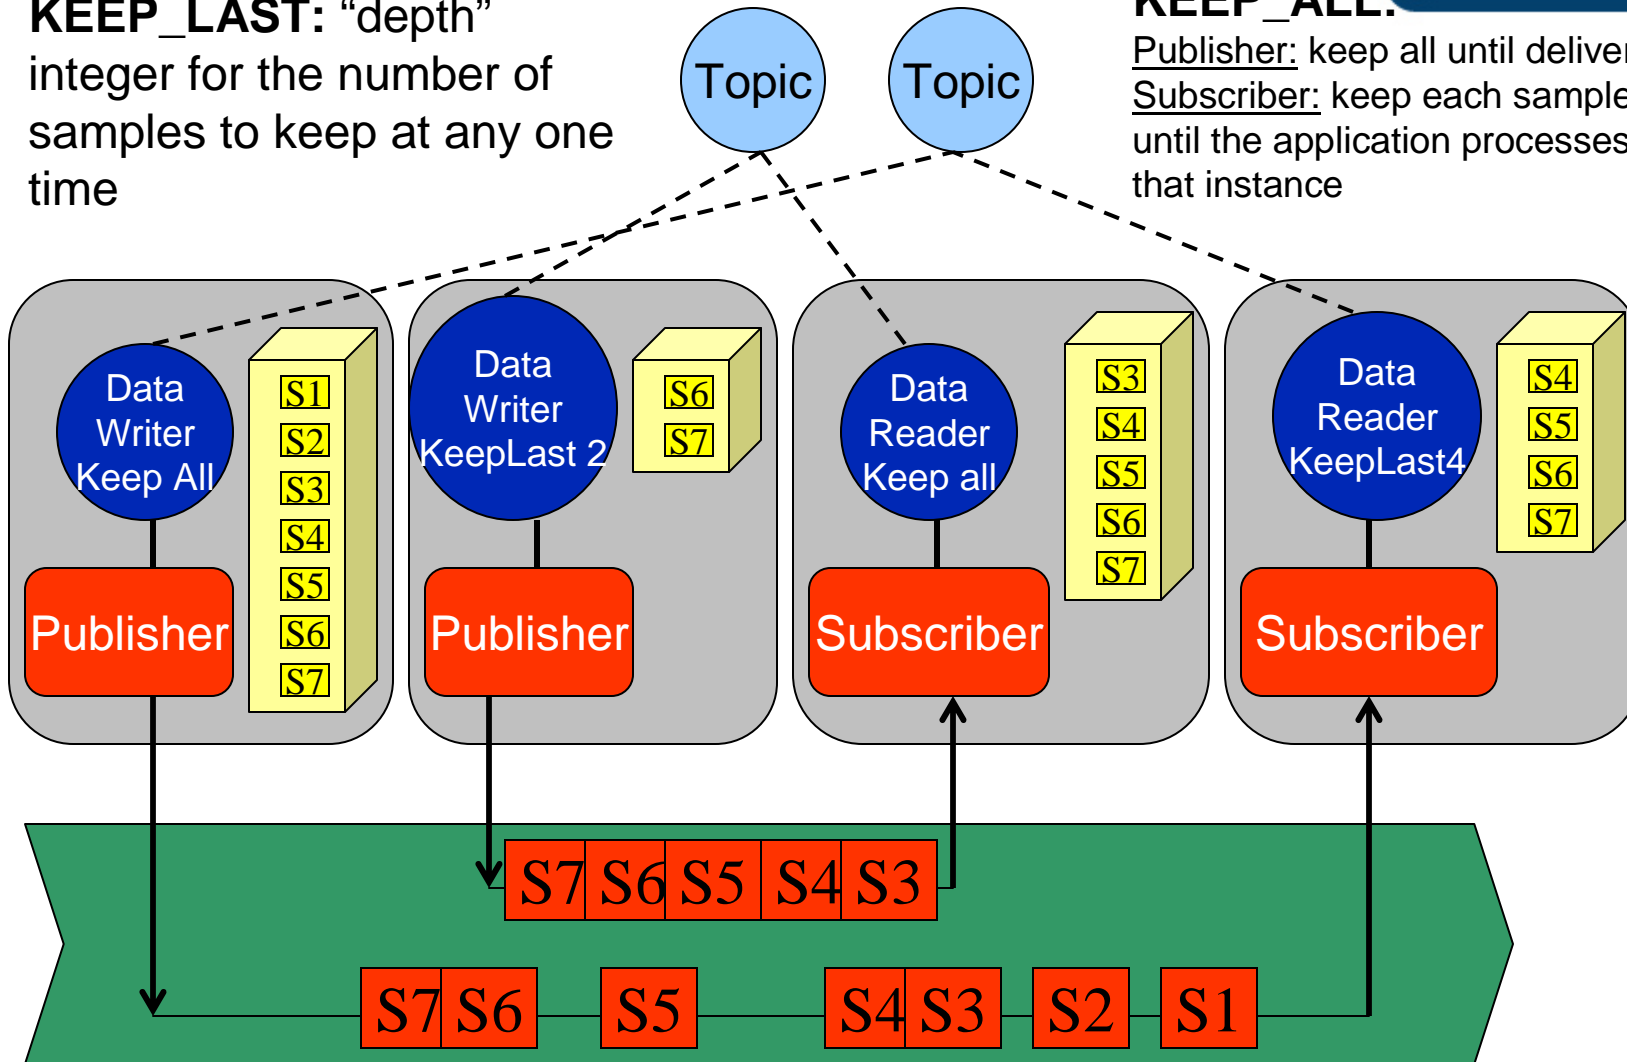 KEEP_LAST: “depth”
integer for the number of
samples to keep at any one
time
KEEP_ALL:
Publisher: keep all until deliver
Subscriber: keep each sample
until the application processes
that instance
Topic
Topic
Data
Writer
Keep All
S1
S2
S3
S4
S5
S6
S7
Publisher
Data
Writer
KeepLast 2
S6
S7
Publisher
Data
Reader
Keep all
S3
S4
S5
S6
S7
Subscriber
Data
Reader
KeepLast4
S4
S5
S6
S7
Subscriber
S7 S6 S5 S4 S3
S7 S6 S5 S4 S3 S2 S1